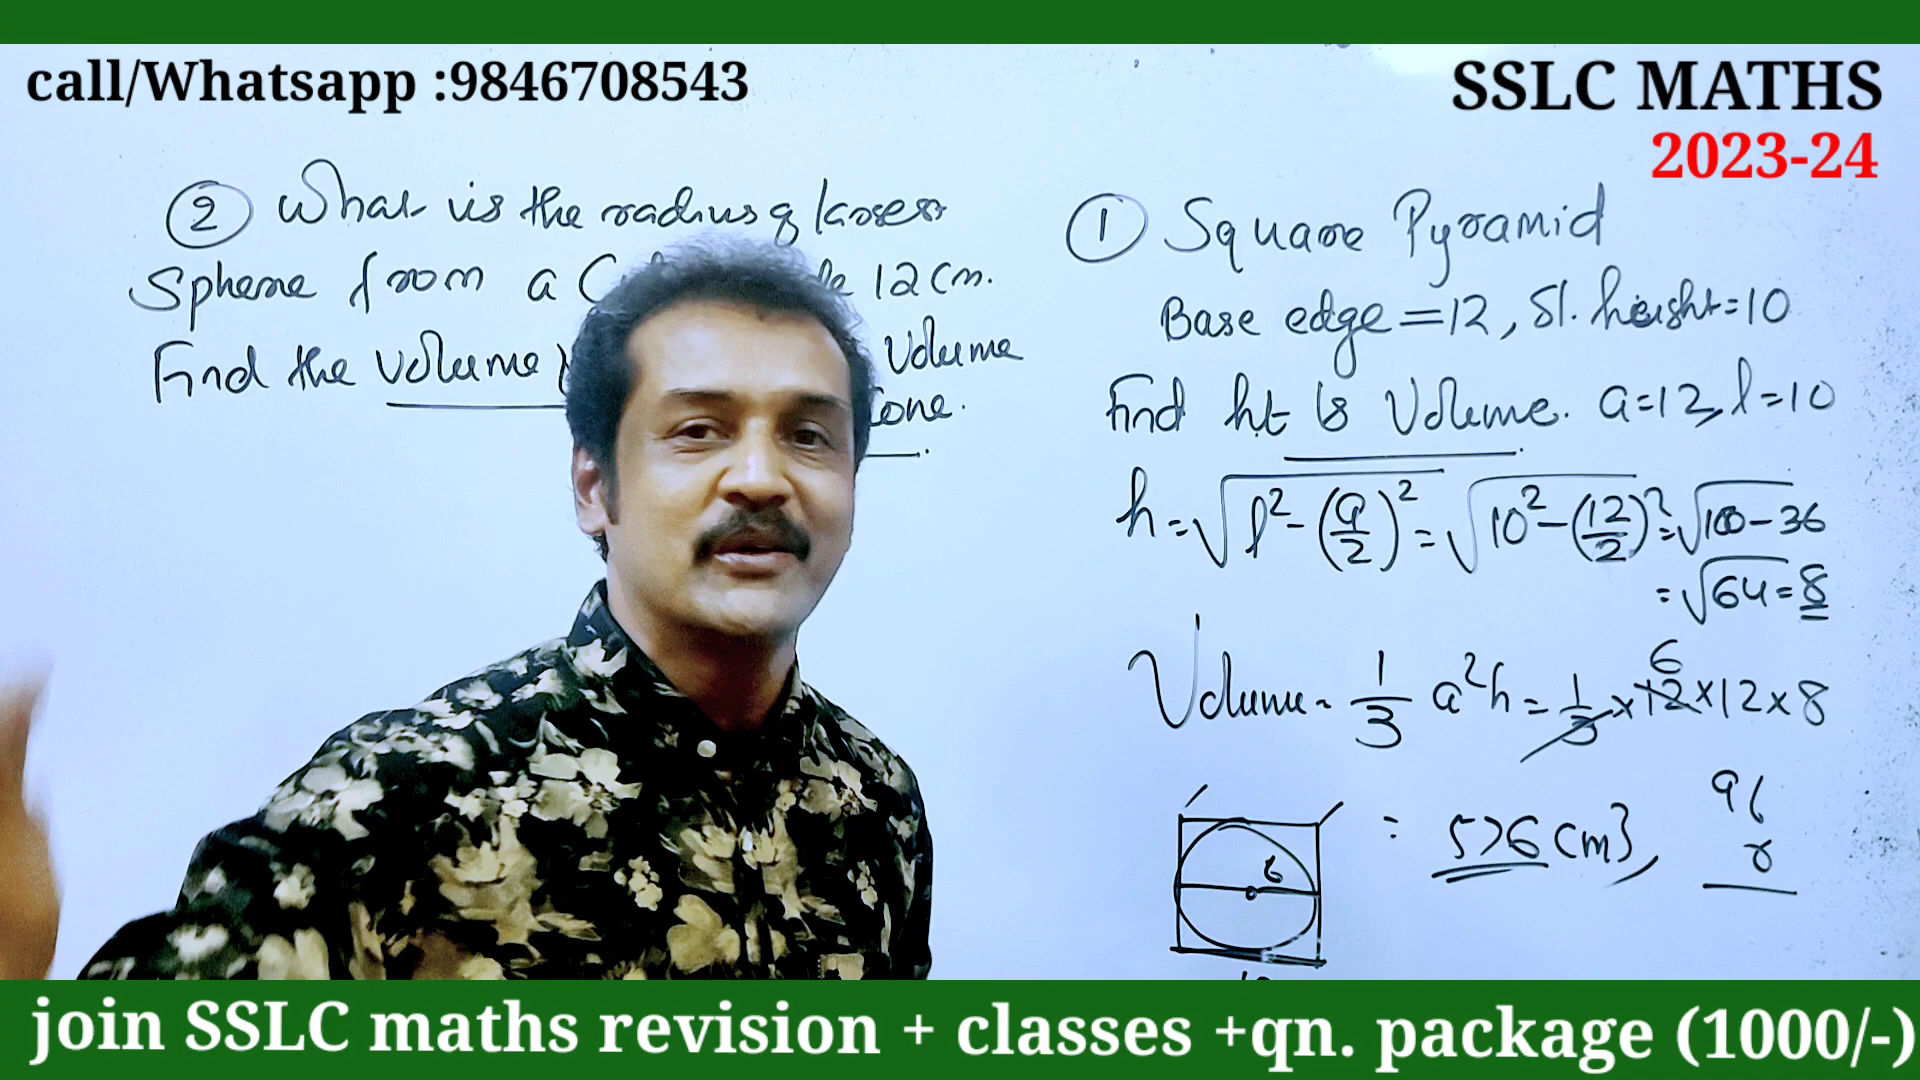 call/Whatsapp :9846708543
SSLC MATHS
2023-24
② What is the radius of largest
Sphere from a 12 cm.
Find the volume Volume
Cone.
① Square Pyramid
Base edge = 12, Sl. height = 10
Find ht & Volume. a=12, l=10
h = √(l² - (a/2)²) = √(10² - (12/2)²) = √(100 - 36)
= √64 = 8
6
Volume = 1/3 a²h = 1/3 × 12 × 12 × 8
= 576 cm³
96
8
6
join SSLC maths revision + classes +qn. package (1000/-)